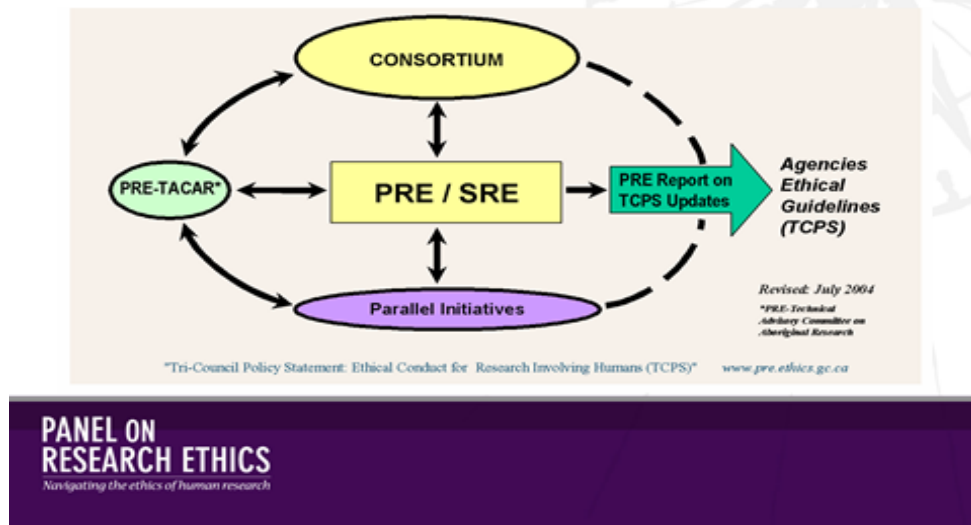 CONSORTIUM
PRE-TACAR*
PRE / SRE
PRE Report on
TCPS Updates
Agencies
Ethical
Guidelines
(TCPS)
Parallel Initiatives
Revised: July 2004
*PRE-Technical
Advisory Committee on
Aboriginal Research
"Tri-Council Policy Statement: Ethical Conduct for Research Involving Humans (TCPS)" www.pre.ethics.gc.ca
PANEL ON
RESEARCH ETHICS
Navigating the ethics of human research